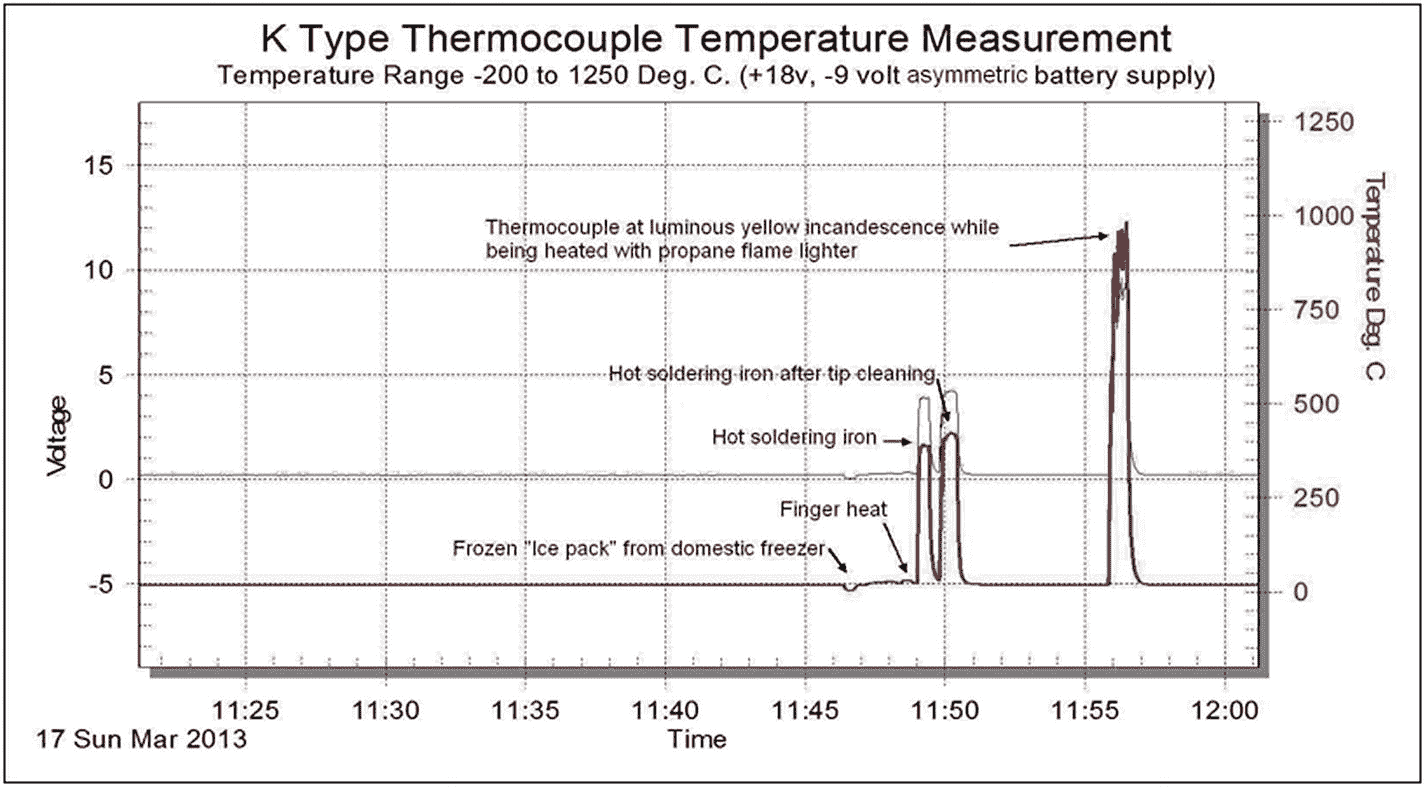 K Type Thermocouple Temperature Measurement
Temperature Range -200 to 1250 Deg. C. (+18v, -9 volt asymmetric battery supply)
15
10
5
0
-5
Voltage
1250
1000
750
500
250
0
Temperature Deg. C
Thermocouple at luminous yellow incandescence while
being heated with propane flame lighter
Hot soldering iron after tip cleaning
Hot soldering iron
Finger heat
Frozen "Ice pack" from domestic freezer
11:25 11:30 11:35 11:40 11:45 11:50 11:55 12:00
17 Sun Mar 2013
Time